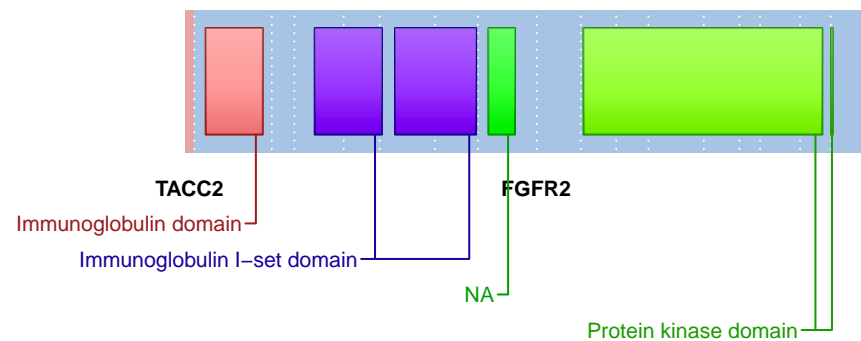 TACC2 FGFR2
Immunoglobulin domain
Immunoglobulin I−set domain
NA
Protein kinase domain